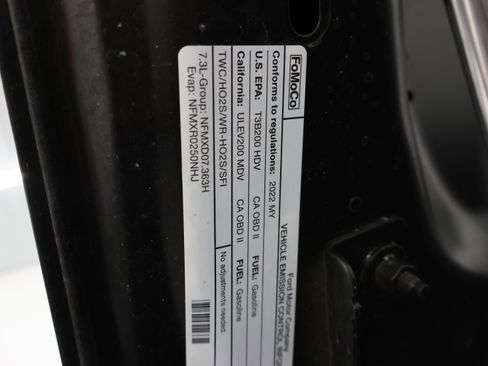 FoMoCo
Ford Motor Company
VEHICLE EMISSION CONTROL INFO
Conforms to regulations: 2022 MY
U.S. EPA: T3B200 HDV CA OBD II FUEL: Gasoline
California: ULEV200 MDV CA OBD II FUEL: Gasoline
TWC/HO2S/WR-HO2S/SFI No adjustments needed.
7.3L-Group: NFMXD07.363H
Evap: NFMXR0250NHJ